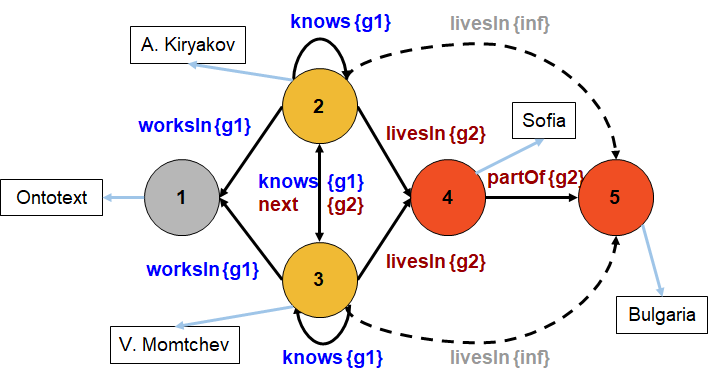 knows {g1}
livesIn {inf}
A. Kiryakov
2
Sofia
worksIn {g1}
livesIn {g2}
knows {g1}
next {g2}
partOf {g2}
Ontotext
1
4
5
worksIn {g1}
livesIn {g2}
3
Bulgaria
V. Momtchev
knows {g1}
livesIn {inf}